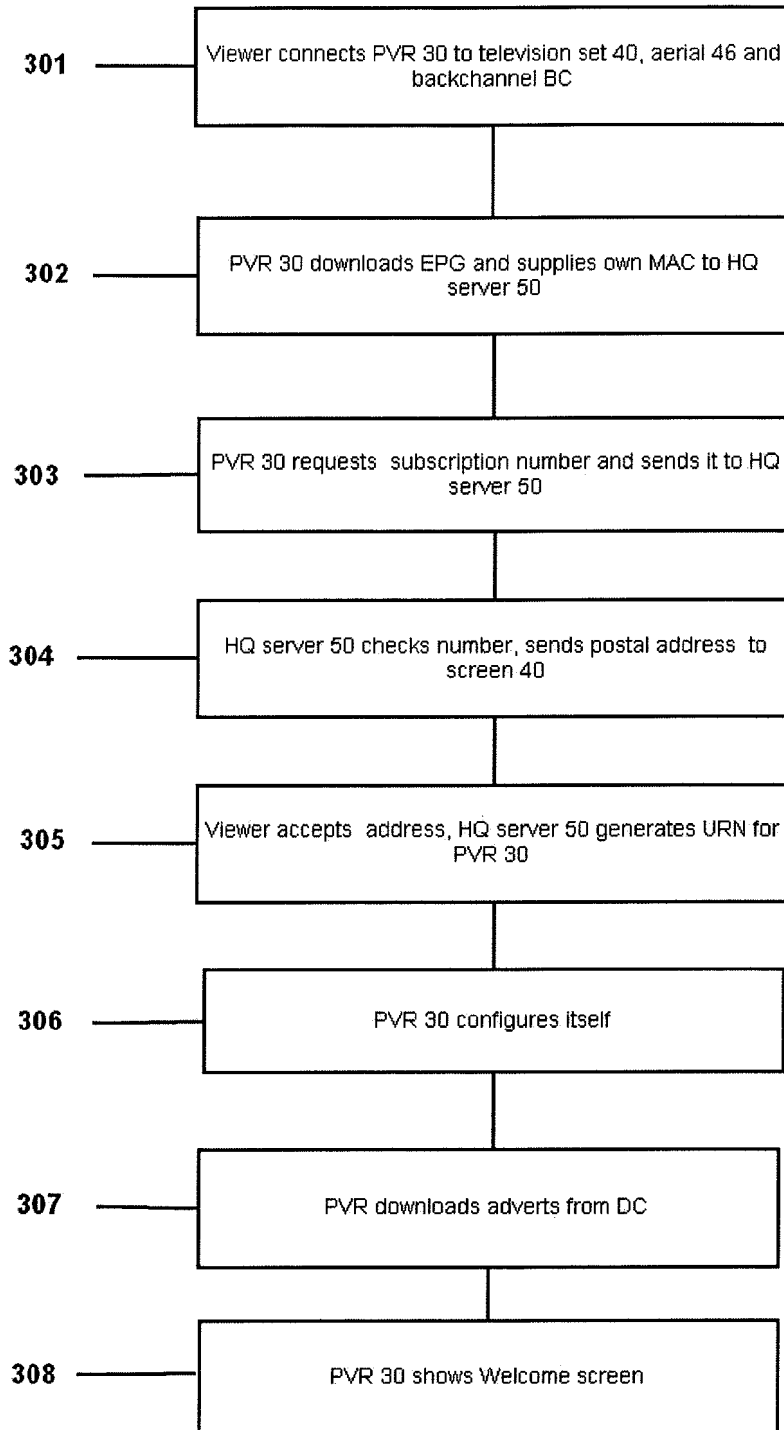 301
Viewer connects PVR 30 to television set 40, aerial 46 and
backchannel BC
302
PVR 30 downloads EPG and supplies own MAC to HQ
server 50
303
PVR 30 requests subscription number and sends it to HQ
server 50
304
HQ server 50 checks number, sends postal address to
screen 40
305
Viewer accepts address, HQ server 50 generates URN for
PVR 30
306
PVR 30 configures itself
307
PVR downloads adverts from DC
308
PVR 30 shows Welcome screen